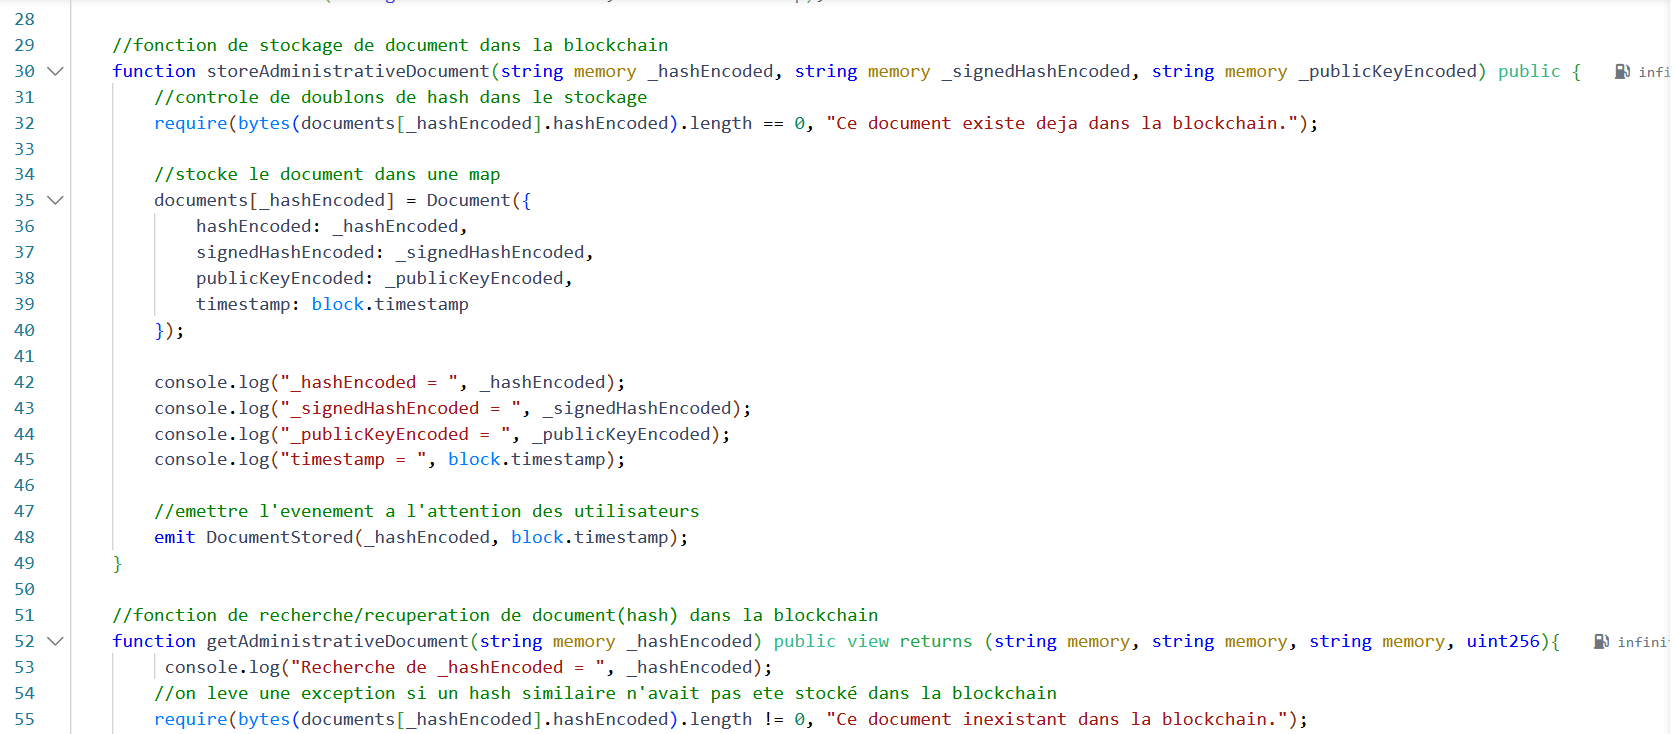 28
29 //fonction de stockage de document dans la blockchain
30 function storeAdministrativeDocument(string memory _hashEncoded, string memory _signedHashEncoded, string memory _publicKeyEncoded) public { infi
31 //controle de doublons de hash dans le stockage
32 require(bytes(documents[_hashEncoded].hashEncoded).length == 0, "Ce document existe deja dans la blockchain.");
33
34 //stocke le document dans une map
35 documents[_hashEncoded] = Document({
36 hashEncoded: _hashEncoded,
37 signedHashEncoded: _signedHashEncoded,
38 publicKeyEncoded: _publicKeyEncoded,
39 timestamp: block.timestamp
40 });
41
42 console.log("_hashEncoded = ", _hashEncoded);
43 console.log("_signedHashEncoded = ", _signedHashEncoded);
44 console.log("_publicKeyEncoded = ", _publicKeyEncoded);
45 console.log("timestamp = ", block.timestamp);
46
47 //emettre l'evenement a l'attention des utilisateurs
48 emit DocumentStored(_hashEncoded, block.timestamp);
49 }
50
51 //fonction de recherche/recuperation de document(hash) dans la blockchain
52 function getAdministrativeDocument(string memory _hashEncoded) public view returns (string memory, string memory, string memory, uint256){ infini
53 console.log("Recherche de _hashEncoded = ", _hashEncoded);
54 //on leve une exception si un hash similaire n'avait pas ete stocké dans la blockchain
55 require(bytes(documents[_hashEncoded].hashEncoded).length != 0, "Ce document inexistant dans la blockchain.");